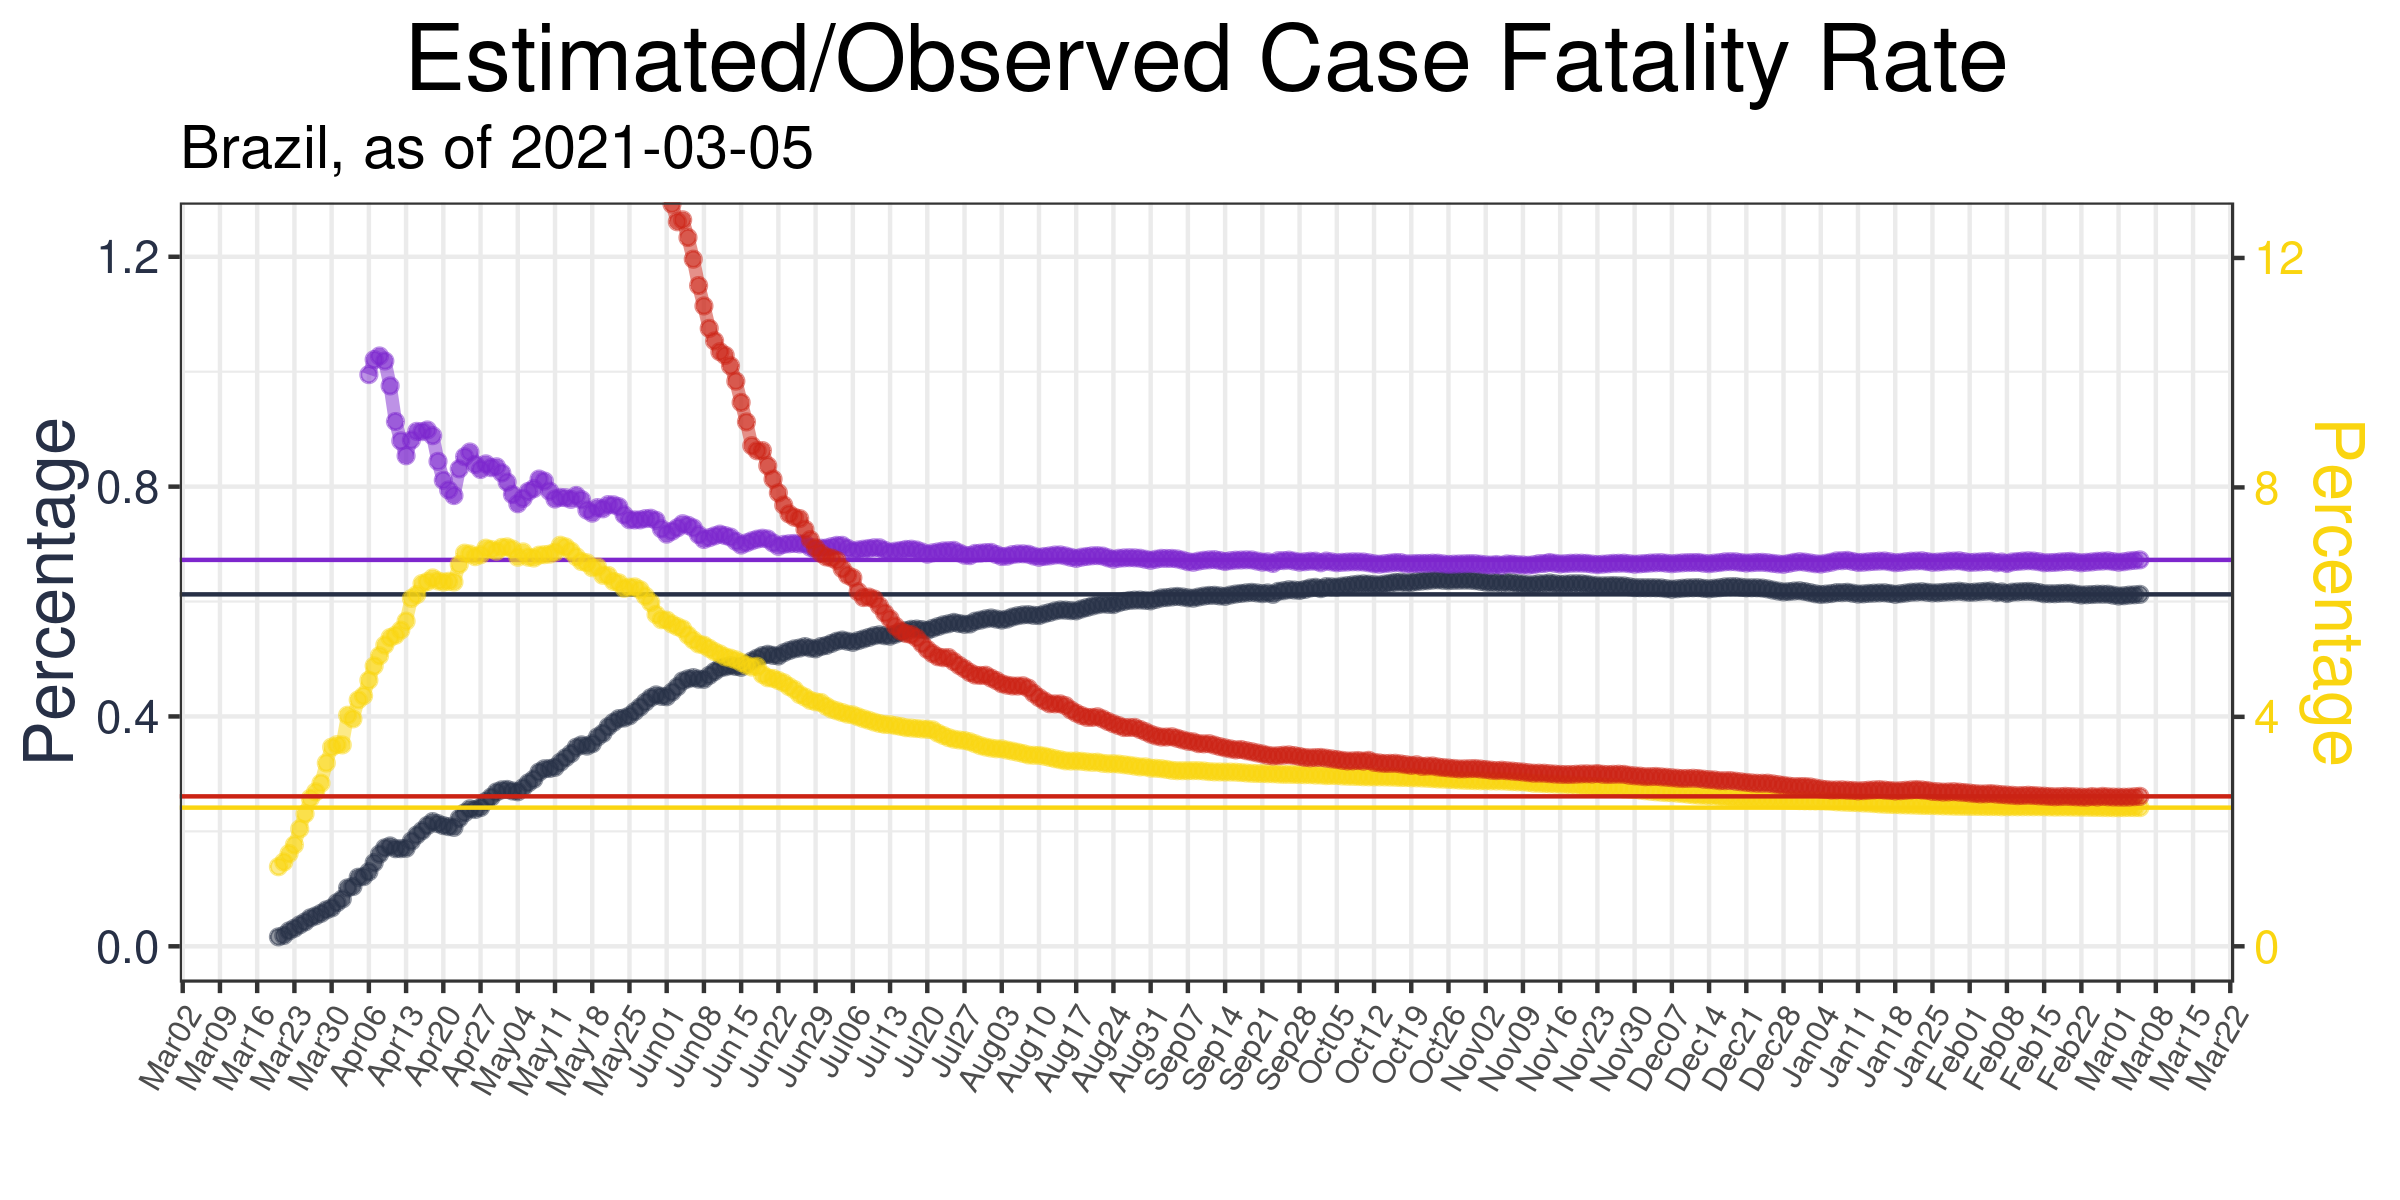 Estimated/Observed Case Fatality Rate
Brazil, as of 2021-03-05
Percentage
1.2
0.8
0.4
0.0
12
8
4
0
Percentage
Mar02
Mar09
Mar16
Mar23
Mar30
Apr06
Apr13
Apr20
Apr27
May04
May11
May18
May25
Jun01
Jun08
Jun15
Jun22
Jun29
Jul06
Jul13
Jul20
Jul27
Aug03
Aug10
Aug17
Aug24
Aug31
Sep07
Sep14
Sep21
Sep28
Oct05
Oct12
Oct19
Oct26
Nov02
Nov09
Nov16
Nov23
Nov30
Dec07
Dec14
Dec21
Dec28
Jan04
Jan11
Jan18
Jan25
Feb01
Feb08
Feb15
Feb22
Mar01
Mar08
Mar15
Mar22